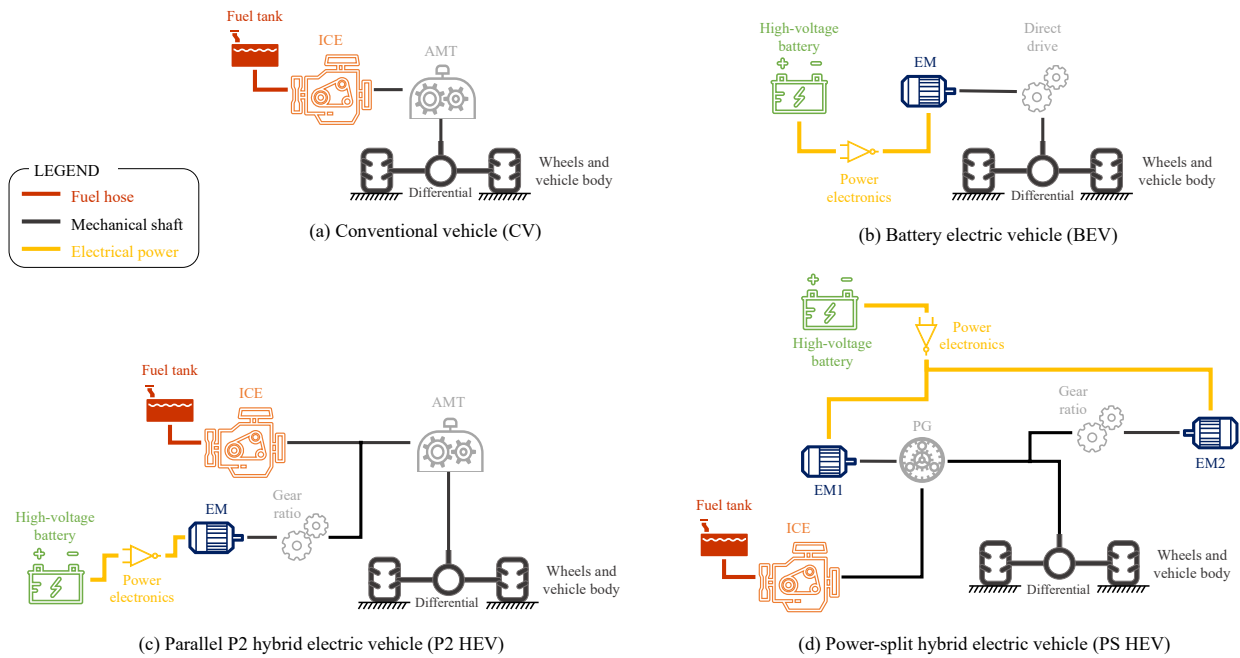 Fuel tank
ICE
AMT
Differential
Wheels and
vehicle body
(a) Conventional vehicle (CV)
LEGEND
Fuel hose
Mechanical shaft
Electrical power
High-voltage
battery
+ −
EM
Direct
drive
Power
electronics
Differential
Wheels and
vehicle body
(b) Battery electric vehicle (BEV)
Fuel tank
ICE
AMT
High-voltage
battery
+ −
EM
Gear
ratio
Power
electronics
Differential
Wheels and
vehicle body
(c) Parallel P2 hybrid electric vehicle (P2 HEV)
+ −
High-voltage
battery
Power
electronics
Gear
ratio
PG
EM1
EM2
Fuel tank
ICE
Differential
Wheels and
vehicle body
(d) Power-split hybrid electric vehicle (PS HEV)